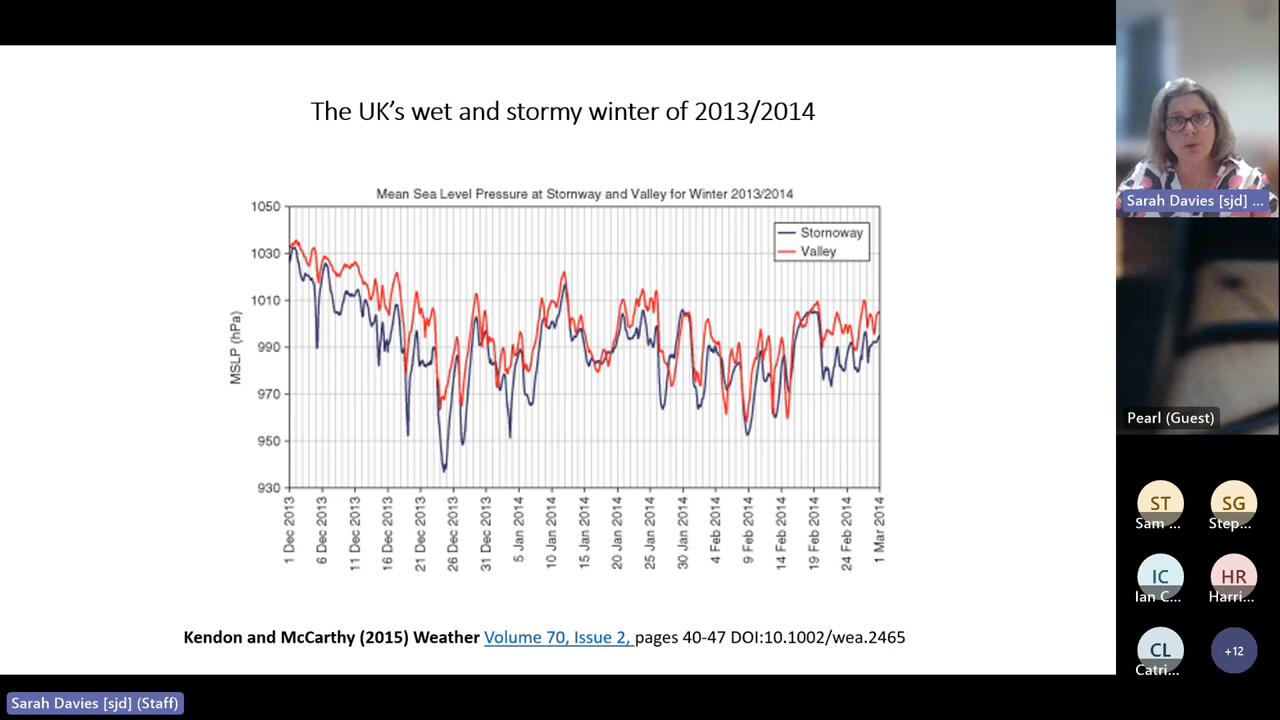 The UK's wet and stormy winter of 2013/2014
Mean Sea Level Pressure at Stornway and Valley for Winter 2013/2014
1050
1030
1010
990
970
950
930
MSLP (hPa)
Stornoway
Valley
1 Dec 2013
6 Dec 2013
11 Dec 2013
16 Dec 2013
21 Dec 2013
26 Dec 2013
31 Dec 2013
5 Jan 2014
10 Jan 2014
15 Jan 2014
20 Jan 2014
25 Jan 2014
30 Jan 2014
4 Feb 2014
9 Feb 2014
14 Feb 2014
19 Feb 2014
24 Feb 2014
1 Mar 2014
Kendon and McCarthy (2015) Weather Volume 70, Issue 2, pages 40-47 DOI:10.1002/wea.2465
Sarah Davies [sjd] (Staff)
Sarah Davies [sjd] ...
Pearl (Guest)
ST
Sam ...
SG
Step...
IC
Ian C...
HR
Harri...
CL
Catri...
+12